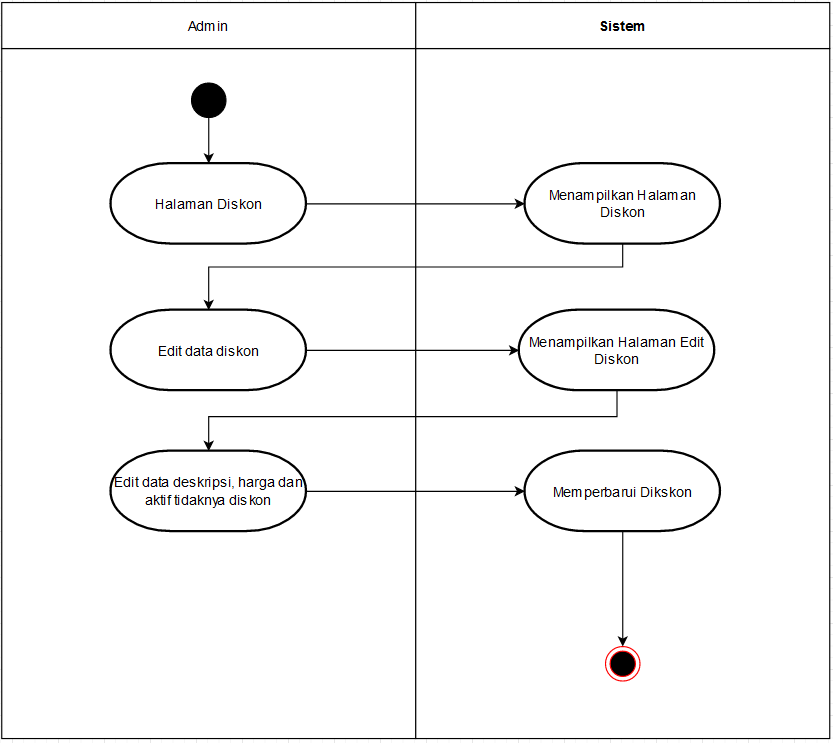 Admin
Sistem
Halaman Diskon
Menampilkan Halaman
Diskon
Edit data diskon
Menampilkan Halaman Edit
Diskon
Edit data deskripsi, harga dan
aktif tidaknya diskon
Memperbarui Dikskon